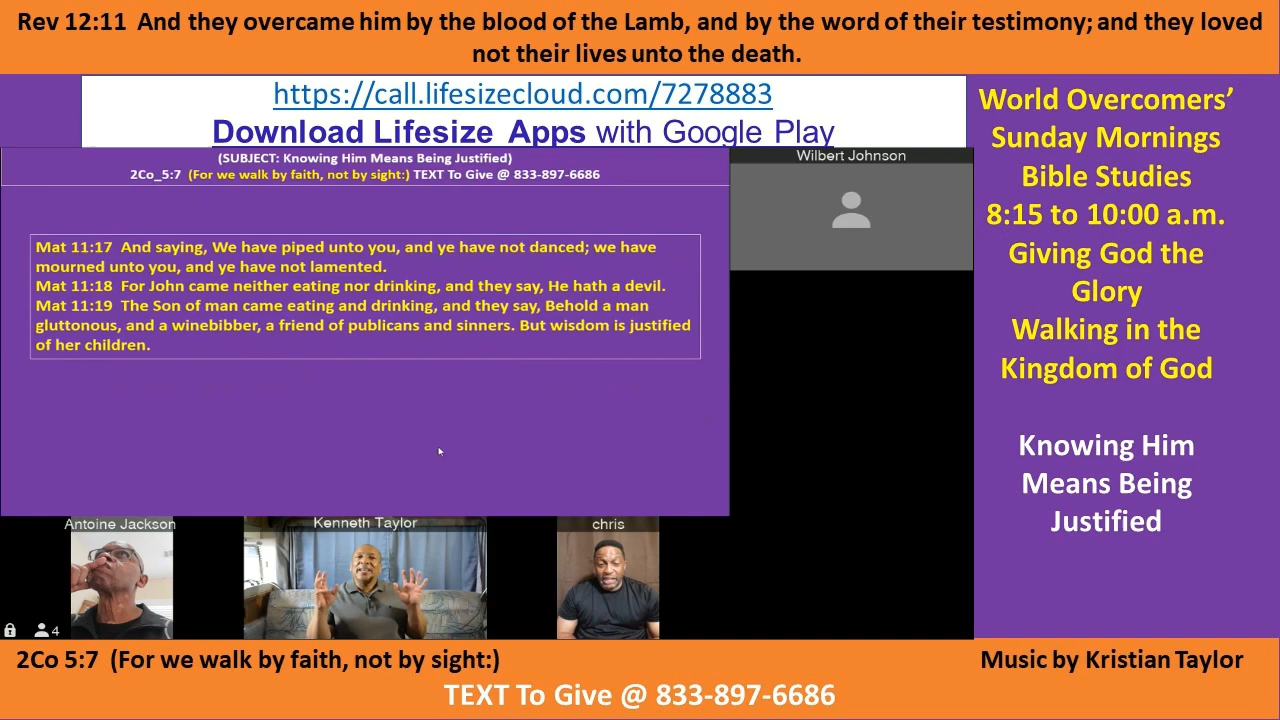 Rev 12:11  And they overcame him by the blood of the Lamb, and by the word of their testimony; and they loved
not their lives unto the death.
https://call.lifesizecloud.com/7278883
Download Lifesize Apps with Google Play
(SUBJECT: Knowing Him Means Being Justified)
2Co_5:7 (For we walk by faith, not by sight:) TEXT To Give @ 833-897-6686
Mat 11:17  And saying, We have piped unto you, and ye have not danced; we have
mourned unto you, and ye have not lamented.
Mat 11:18  For John came neither eating nor drinking, and they say, He hath a devil.
Mat 11:19  The Son of man came eating and drinking, and they say, Behold a man
gluttonous, and a winebibber, a friend of publicans and sinners. But wisdom is justified
of her children.
Wilbert Johnson
World Overcomers’
Sunday Mornings
Bible Studies
8:15 to 10:00 a.m.
Giving God the
Glory
Walking in the
Kingdom of God
Knowing Him
Means Being
Justified
Antoine Jackson
Kenneth Taylor
chris
4
2Co 5:7  (For we walk by faith, not by sight:)
Music by Kristian Taylor
TEXT To Give @ 833-897-6686